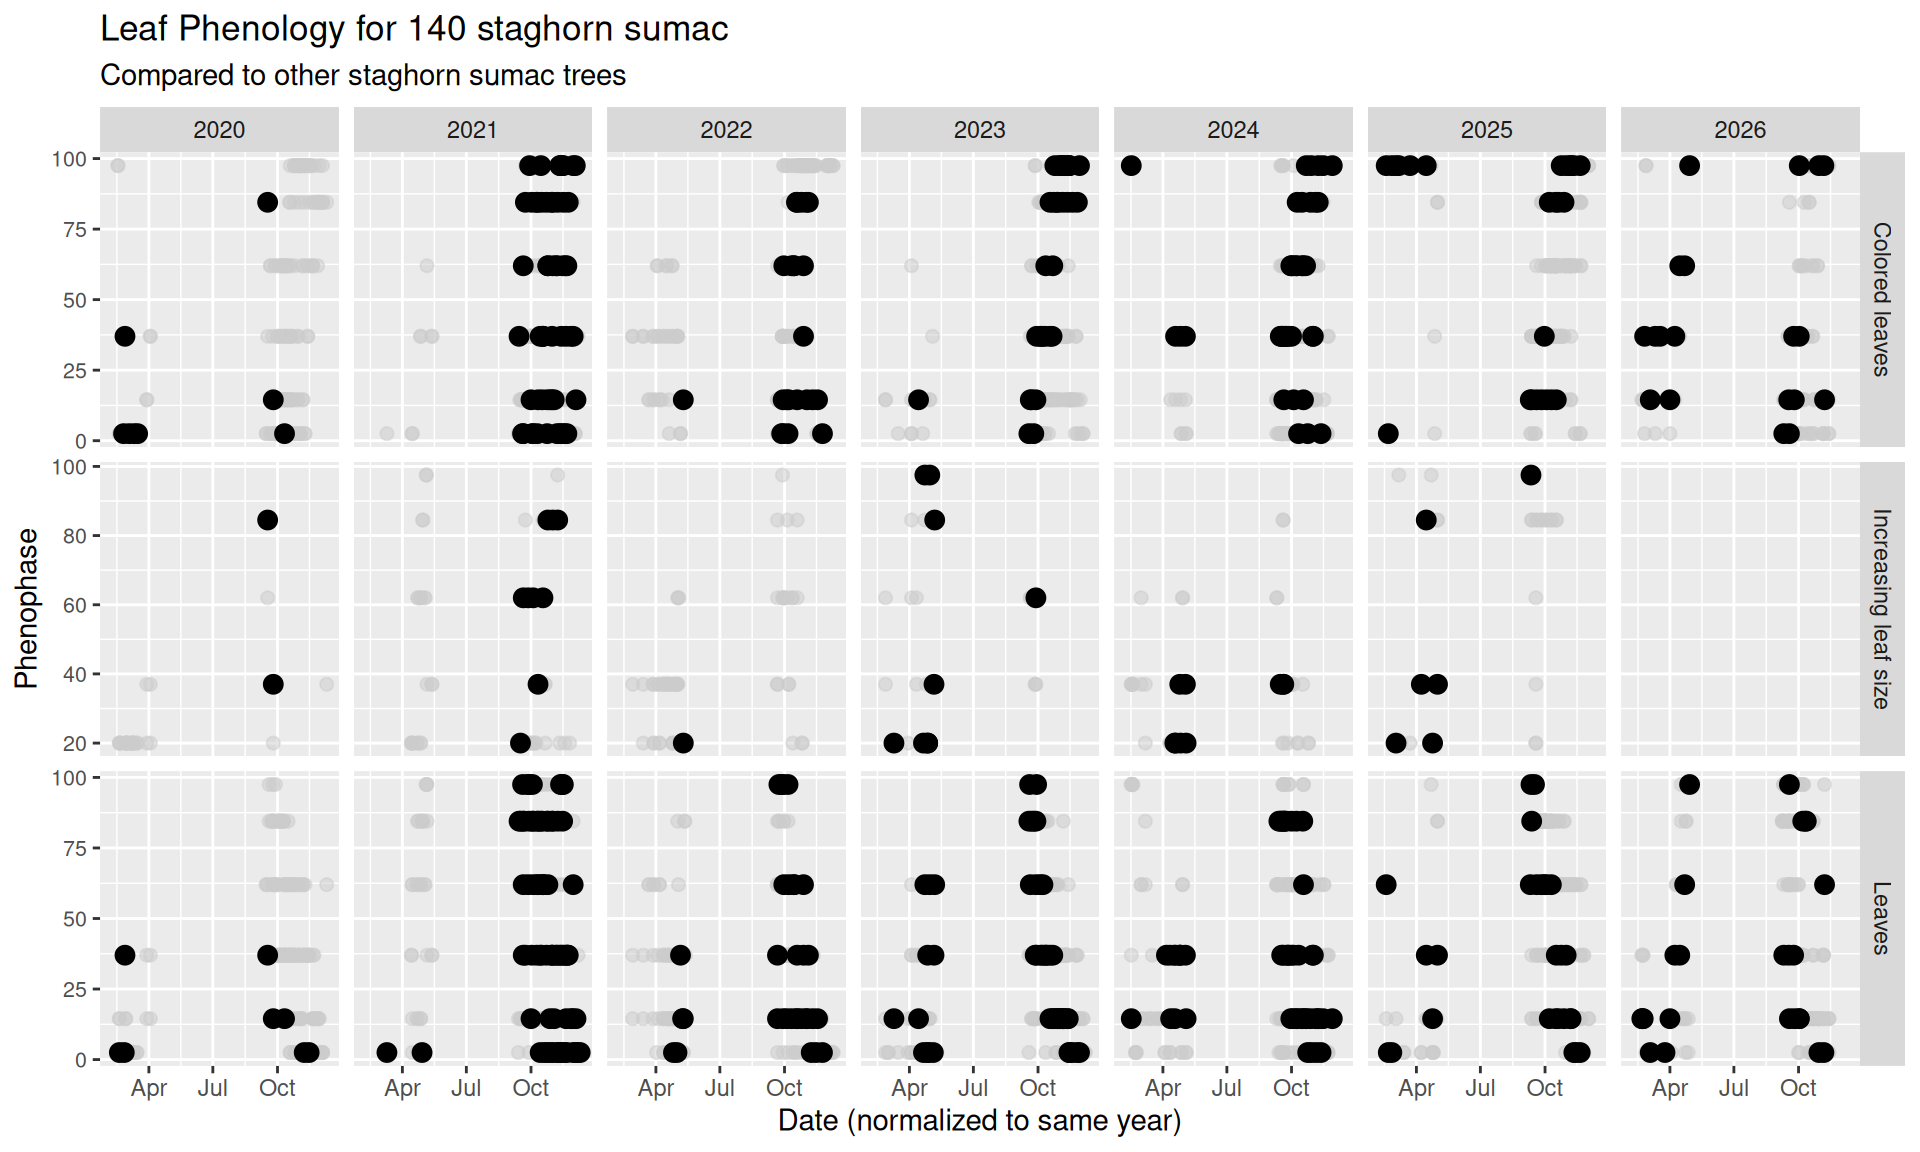 Leaf Phenology for 140 staghorn sumac
Compared to other staghorn sumac trees
2020 2021 2022 2023 2024 2025 2026
100
75
50
25
0
Colored leaves
100
80
60
40
20
Increasing leaf size
100
75
50
25
0
Leaves
Phenophase
Apr Jul Oct Apr Jul Oct Apr Jul Oct Apr Jul Oct Apr Jul Oct Apr Jul Oct Apr Jul Oct
Date (normalized to same year)